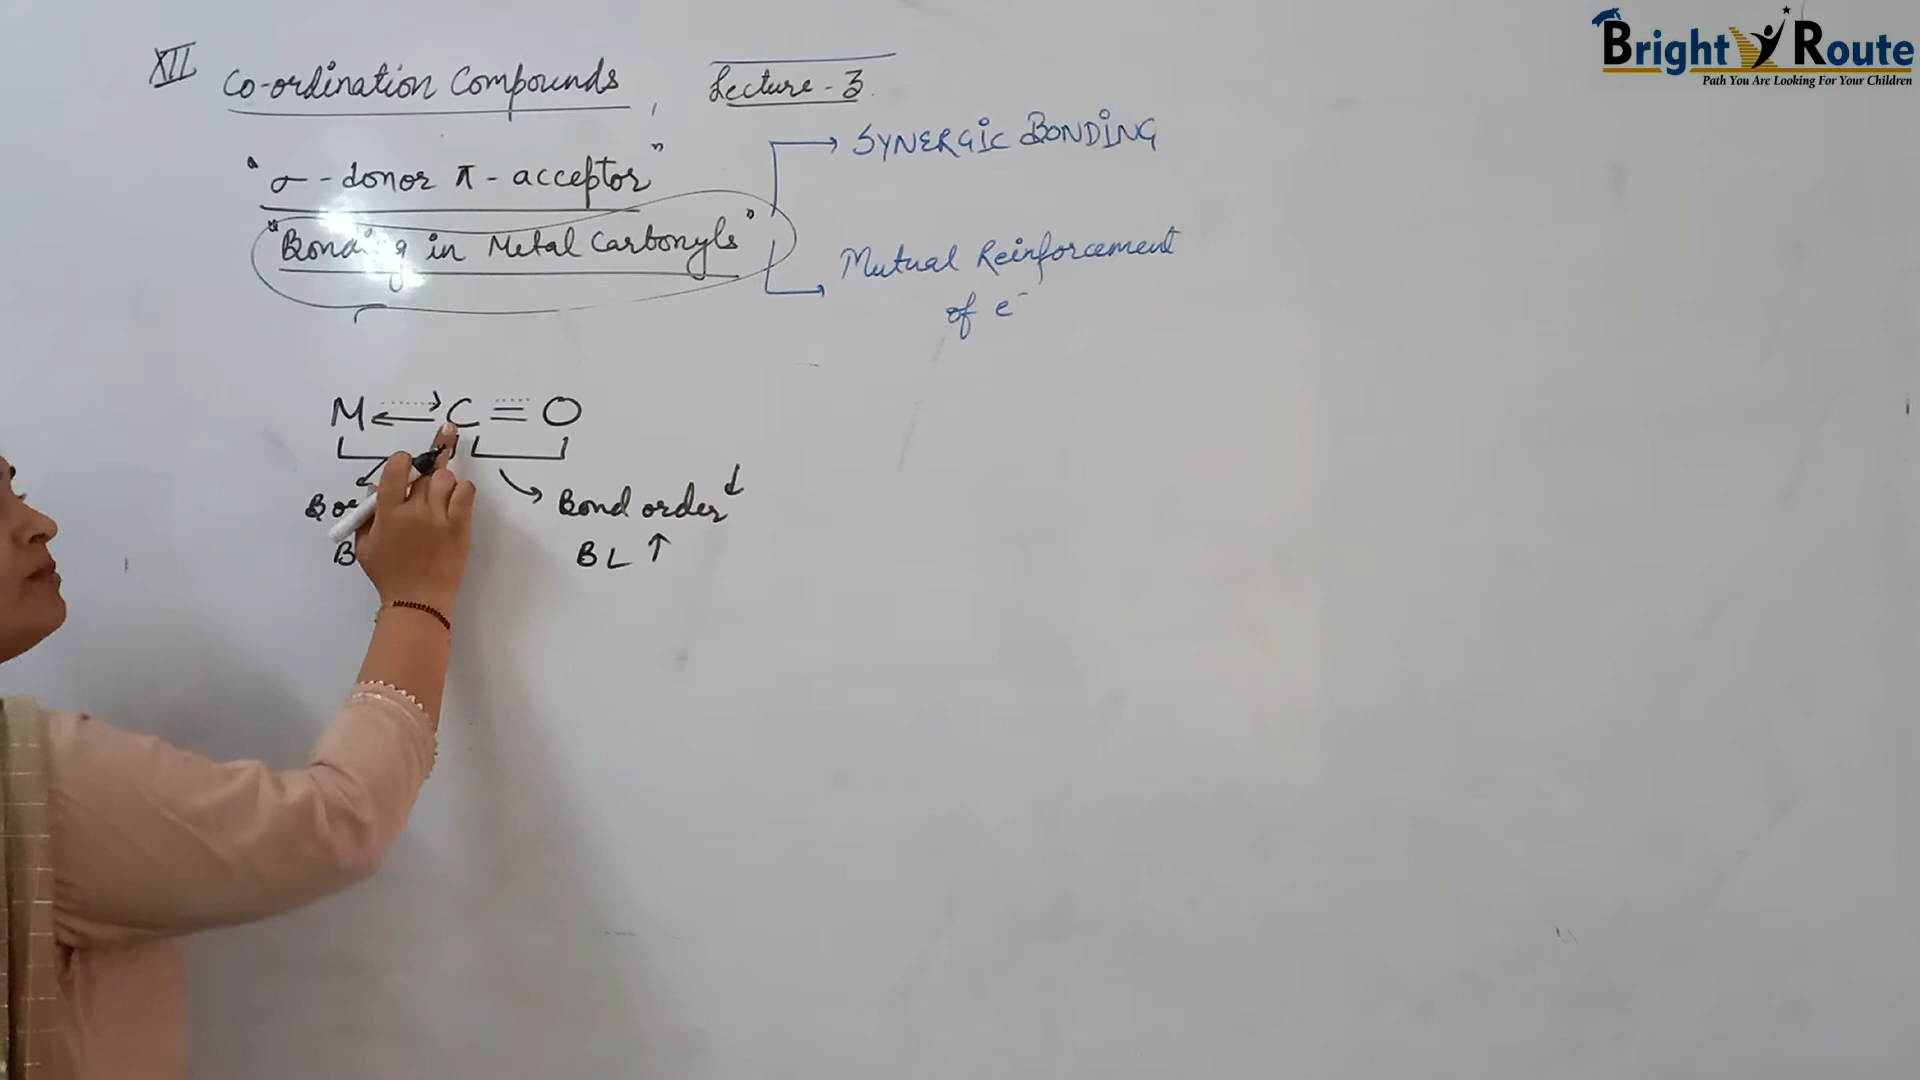 XII Co-ordination Compounds, Lecture-3.
"σ-donor π-acceptor"
"Bonding in Metal Carbonyls"
SYNERGIC BONDING
Mutual Reinforcement
of e⁻
M C ≡ O
Bond order ↓
B
BL ↑
Bright Route
Path You Are Looking For Your Children